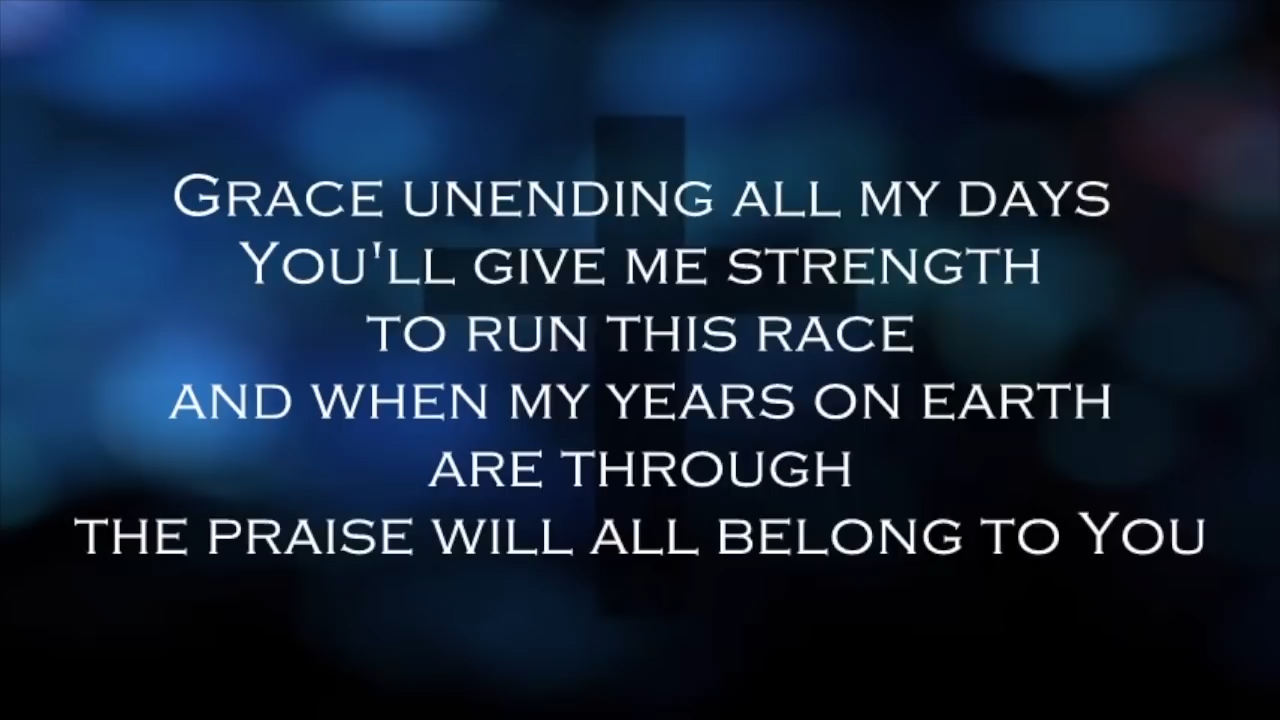 Grace unending all my days
You'll give me strength
to run this race
and when my years on earth
are through
the praise will all belong to You